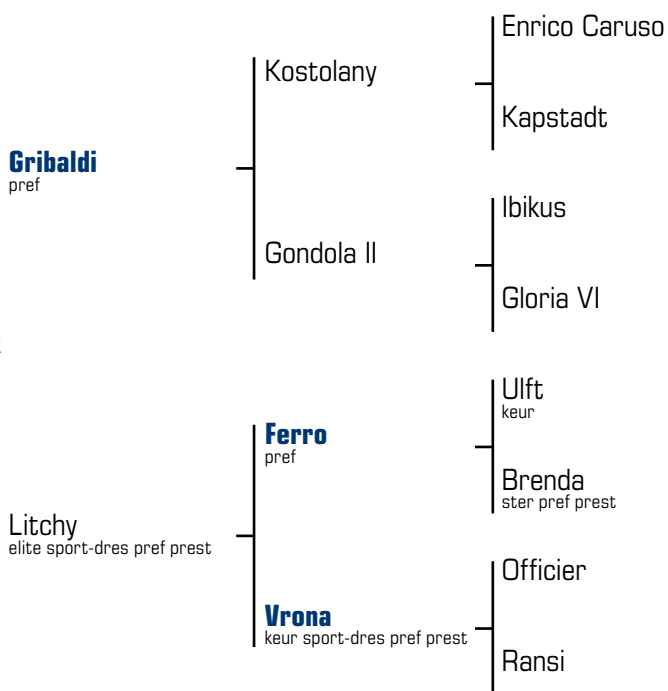 Enrico Caruso
Kostolany
Kapstadt
Gribaldi
pref
Ibikus
Gondola II
Gloria VI
Ulft
keur
Ferro
pref
Brenda
ster pref prest
Litchy
elite sport-dres pref prest
Officier
Vrona
keur sport-dres pref prest
Ransi